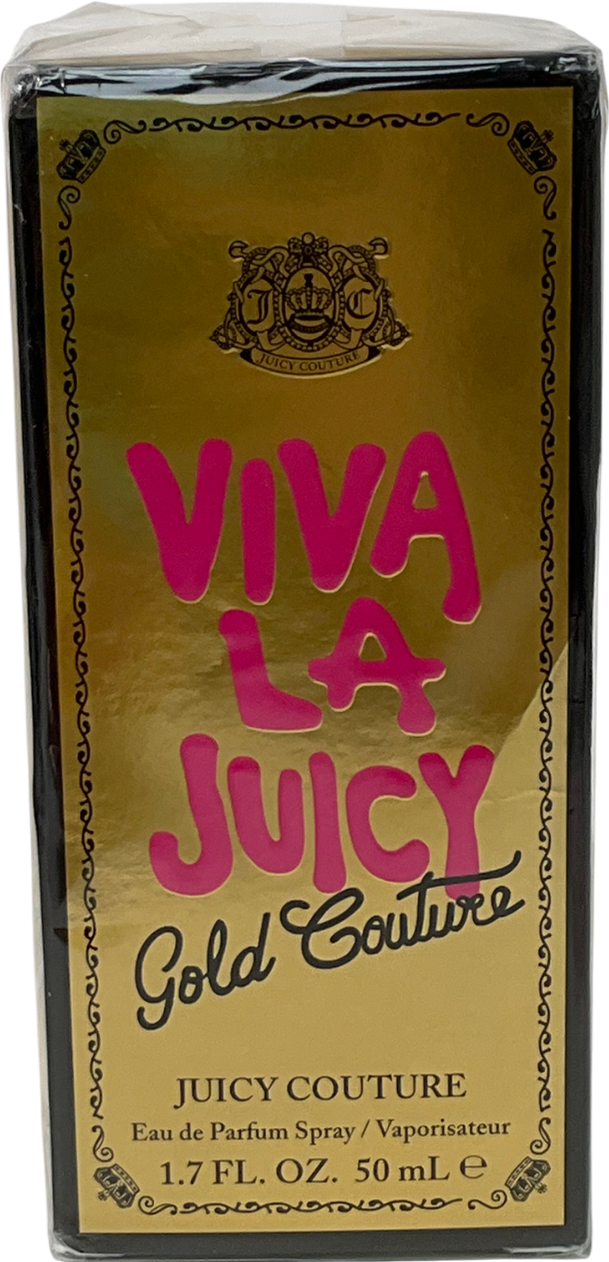 J C
JUICY COUTURE
VIVA
LA
JUICY
Gold Couture
JUICY COUTURE
Eau de Parfum Spray / Vaporisateur
1.7 FL. OZ. 50 mL ℮